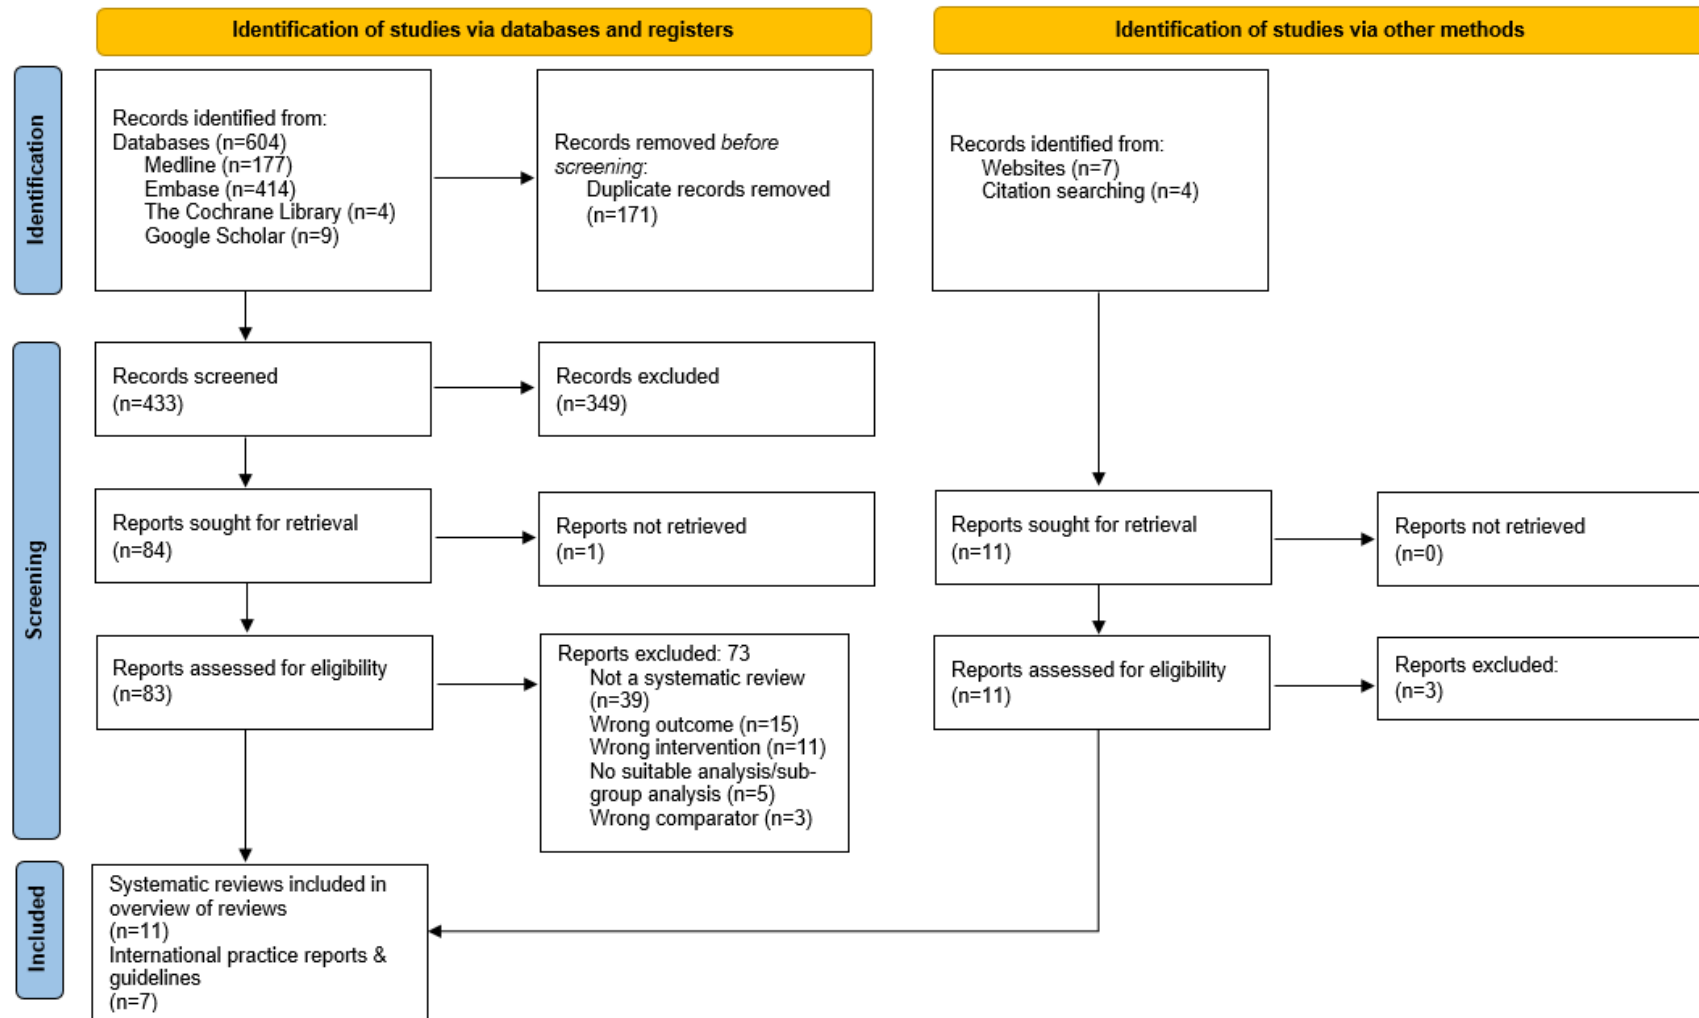 Identification of studies via databases and registers
Identification of studies via other methods
Identification
Records identified from:
Databases (n=604)
Medline (n=177)
Embase (n=414)
The Cochrane Library (n=4)
Google Scholar (n=9)
Records removed before
screening:
Duplicate records removed
(n=171)
Records identified from:
Websites (n=7)
Citation searching (n=4)
Screening
Records screened
(n=433)
Records excluded
(n=349)
Reports sought for retrieval
(n=84)
Reports not retrieved
(n=1)
Reports sought for retrieval
(n=11)
Reports not retrieved
(n=0)
Reports assessed for eligibility
(n=83)
Reports excluded: 73
Not a systematic review
(n=39)
Wrong outcome (n=15)
Wrong intervention (n=11)
No suitable analysis/sub-
group analysis (n=5)
Wrong comparator (n=3)
Reports assessed for eligibility
(n=11)
Reports excluded:
(n=3)
Included
Systematic reviews included in
overview of reviews
(n=11)
International practice reports &
guidelines
(n=7)